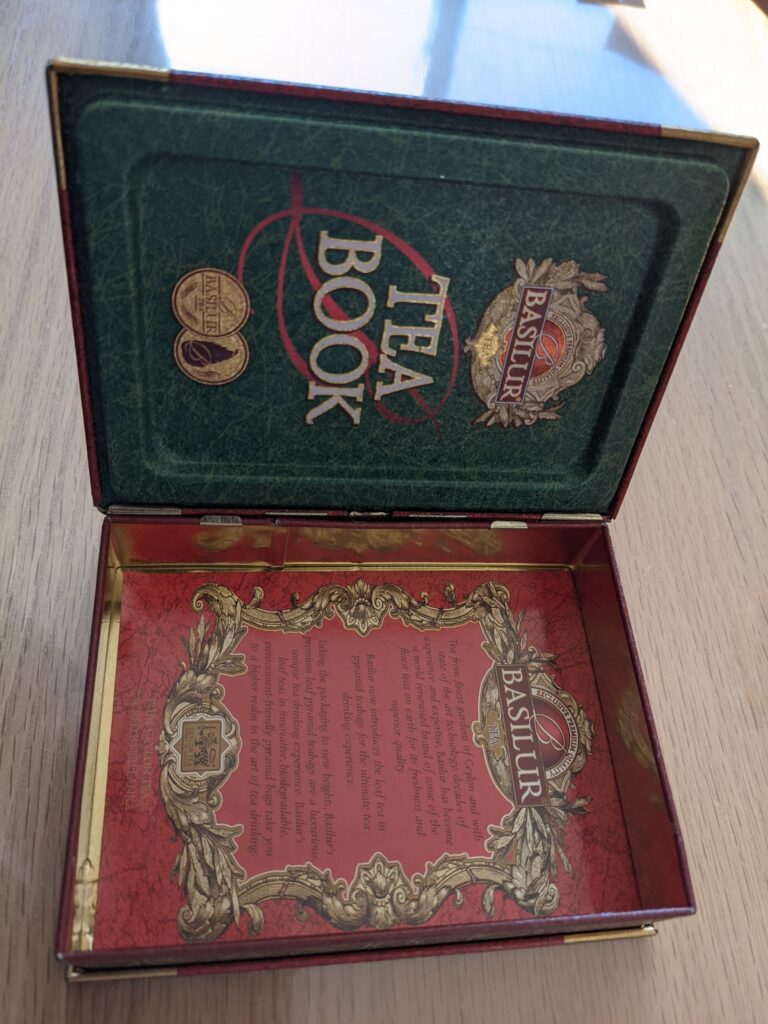 BASILUR
TEA
TEA
BOOK
BASILUR
EXCLUSIVE PREMIUM QUALITY
BASILUR
TEA
Tea from finest gardens of Ceylon and with
state of the art technology decades of
experience and expertise, Basilur has become
a world renowned brand of some of the
finest teas on earth for its freshness and
superior quality.
Basilur now introduces the leaf tea in
pyramid teabags for the ultimate tea
drinking experience.
Taking the packaging to new heights, Basilur's
premium leaf pyramid teabags are a luxurious,
unique tea drinking experience. Basilur's
leaf teas in innovative, biodegradable,
environment friendly pyramid bags take you
to a higher realm in the art of tea drinking.